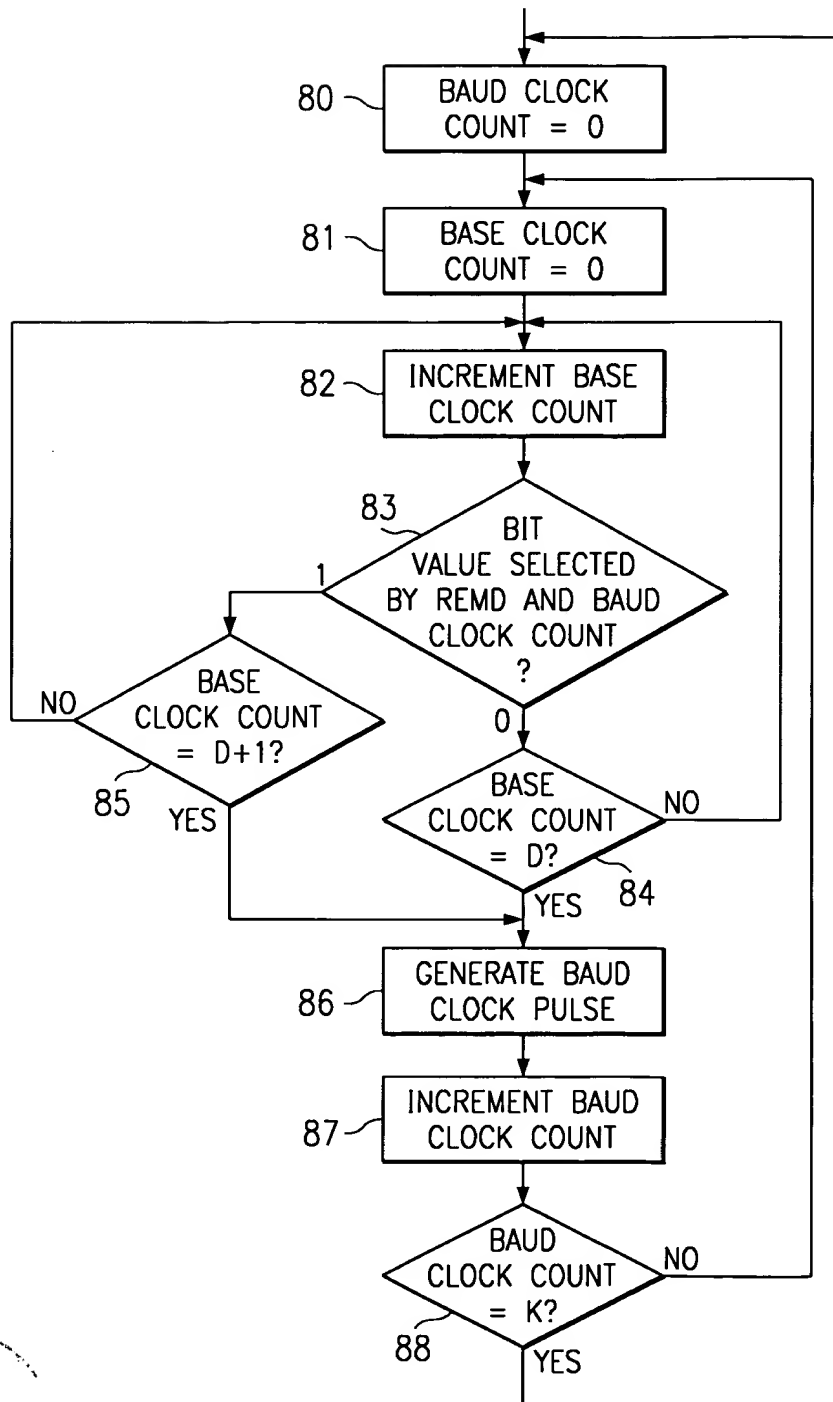 80
BAUD CLOCK
COUNT = 0
81
BASE CLOCK
COUNT = 0
82
INCREMENT BASE
CLOCK COUNT
83
BIT
VALUE SELECTED
BY REMD AND BAUD
CLOCK COUNT
?
1
0
BASE
CLOCK COUNT
= D+1?
NO
85
YES
BASE
CLOCK COUNT
= D?
NO
84
YES
86
GENERATE BAUD
CLOCK PULSE
87
INCREMENT BAUD
CLOCK COUNT
BAUD
CLOCK COUNT
= K?
NO
88
YES